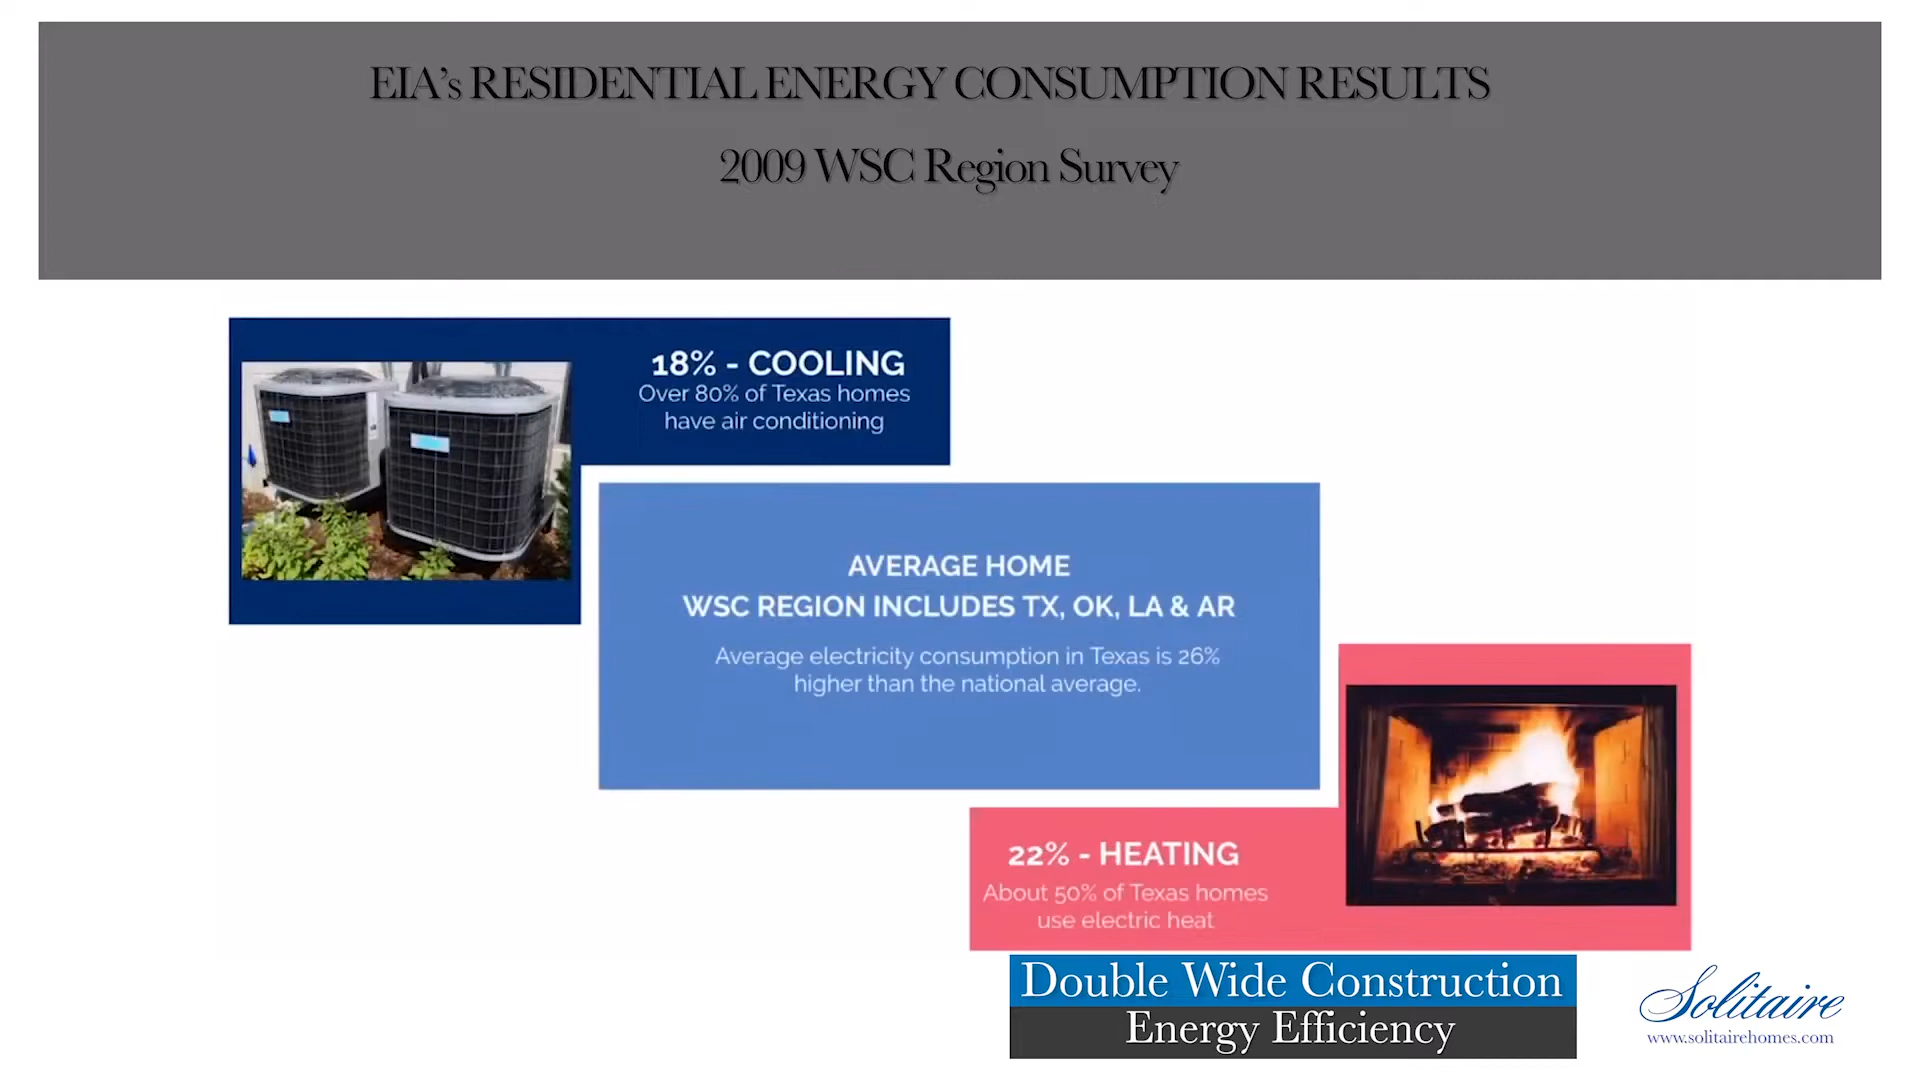 EIA's RESIDENTIAL ENERGY CONSUMPTION RESULTS
2009 WSC Region Survey
18% - COOLING
Over 80% of Texas homes
have air conditioning
AVERAGE HOME
WSC REGION INCLUDES TX, OK, LA & AR
Average electricity consumption in Texas is 26%
higher than the national average.
22% - HEATING
About 50% of Texas homes
use electric heat
Double Wide Construction
Energy Efficiency
Solitaire
www.solitairehomes.com